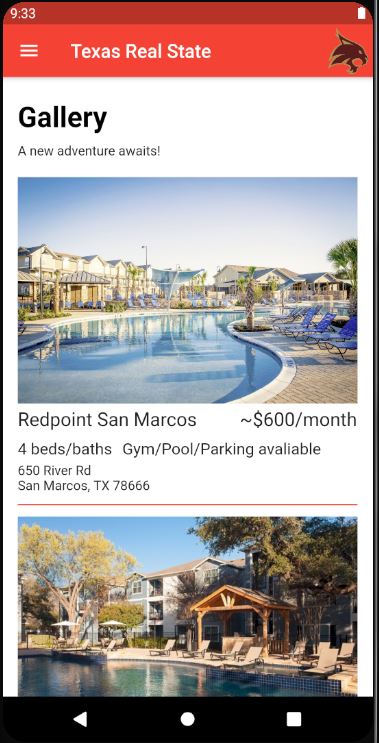 9:33
Texas Real State
Gallery
A new adventure awaits!
Redpoint San Marcos ~$600/month
4 beds/baths Gym/Pool/Parking avaliable
650 River Rd
San Marcos, TX 78666